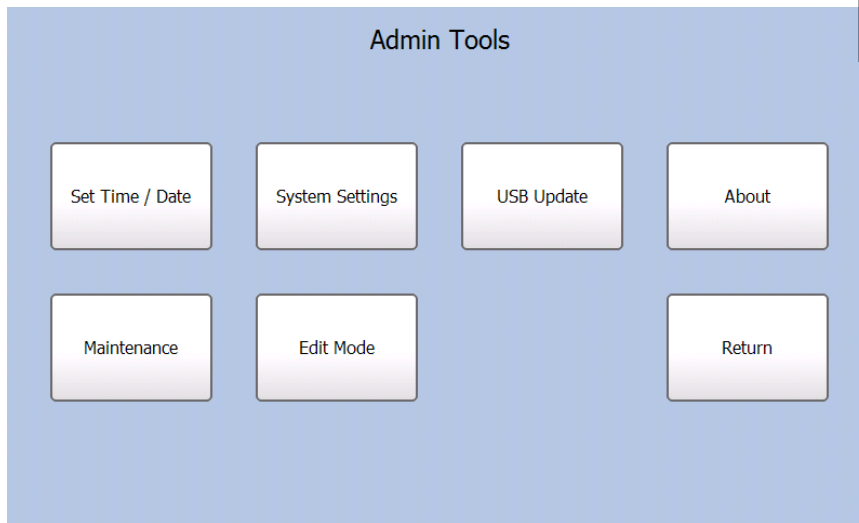 Admin Tools
Set Time / Date
System Settings
USB Update
About
Maintenance
Edit Mode
Return